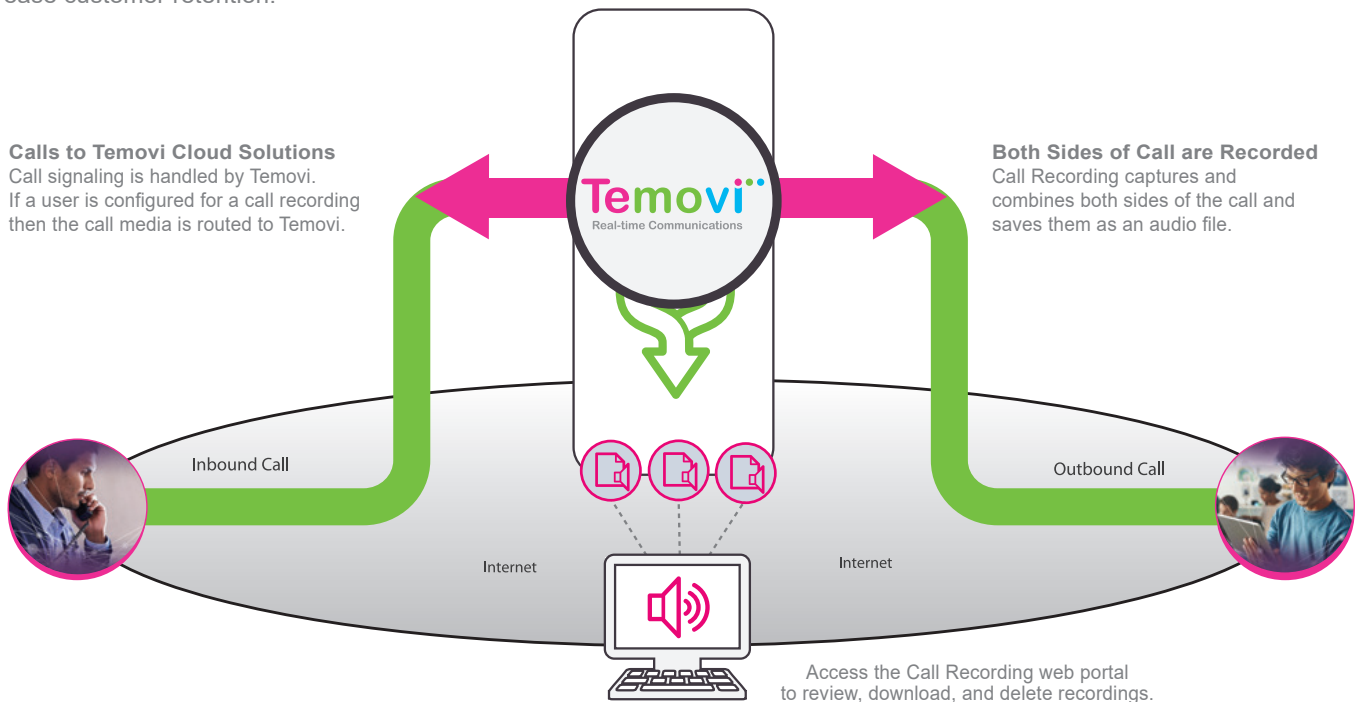 ease customer retention.
Calls to Temovi Cloud Solutions
Call signaling is handled by Temovi.
If a user is configured for a call recording
then the call media is routed to Temovi.
Temovi
Real-time Communications
Both Sides of Call are Recorded
Call Recording captures and
combines both sides of the call and
saves them as an audio file.
Inbound Call
Outbound Call
Internet
Internet
Access the Call Recording web portal
to review, download, and delete recordings.